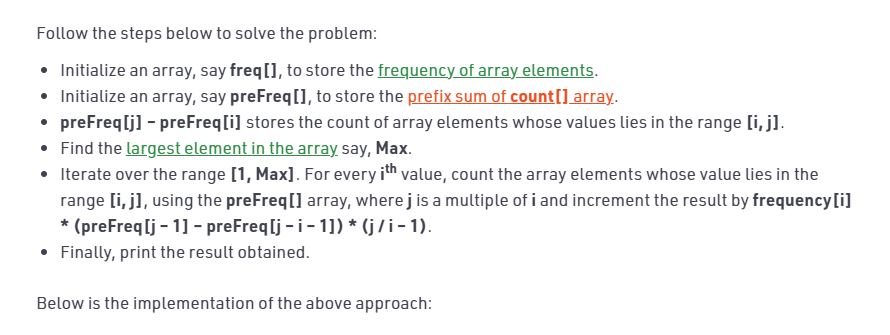 Follow the steps below to solve the problem:
• Initialize an array, say freq[], to store the frequency of array elements.
• Initialize an array, say preFreq[], to store the prefix sum of count[] array.
• preFreq[j] – preFreq[i] stores the count of array elements whose values lies in the range [i, j].
• Find the largest element in the array say, Max.
• Iterate over the range [1, Max]. For every ith value, count the array elements whose value lies in the
range [i, j], using the preFreq[] array, where j is a multiple of i and increment the result by frequency[i]
* (preFreq[j – 1] – preFreq[j – i – 1]) * (j / i – 1).
• Finally, print the result obtained.
Below is the implementation of the above approach: